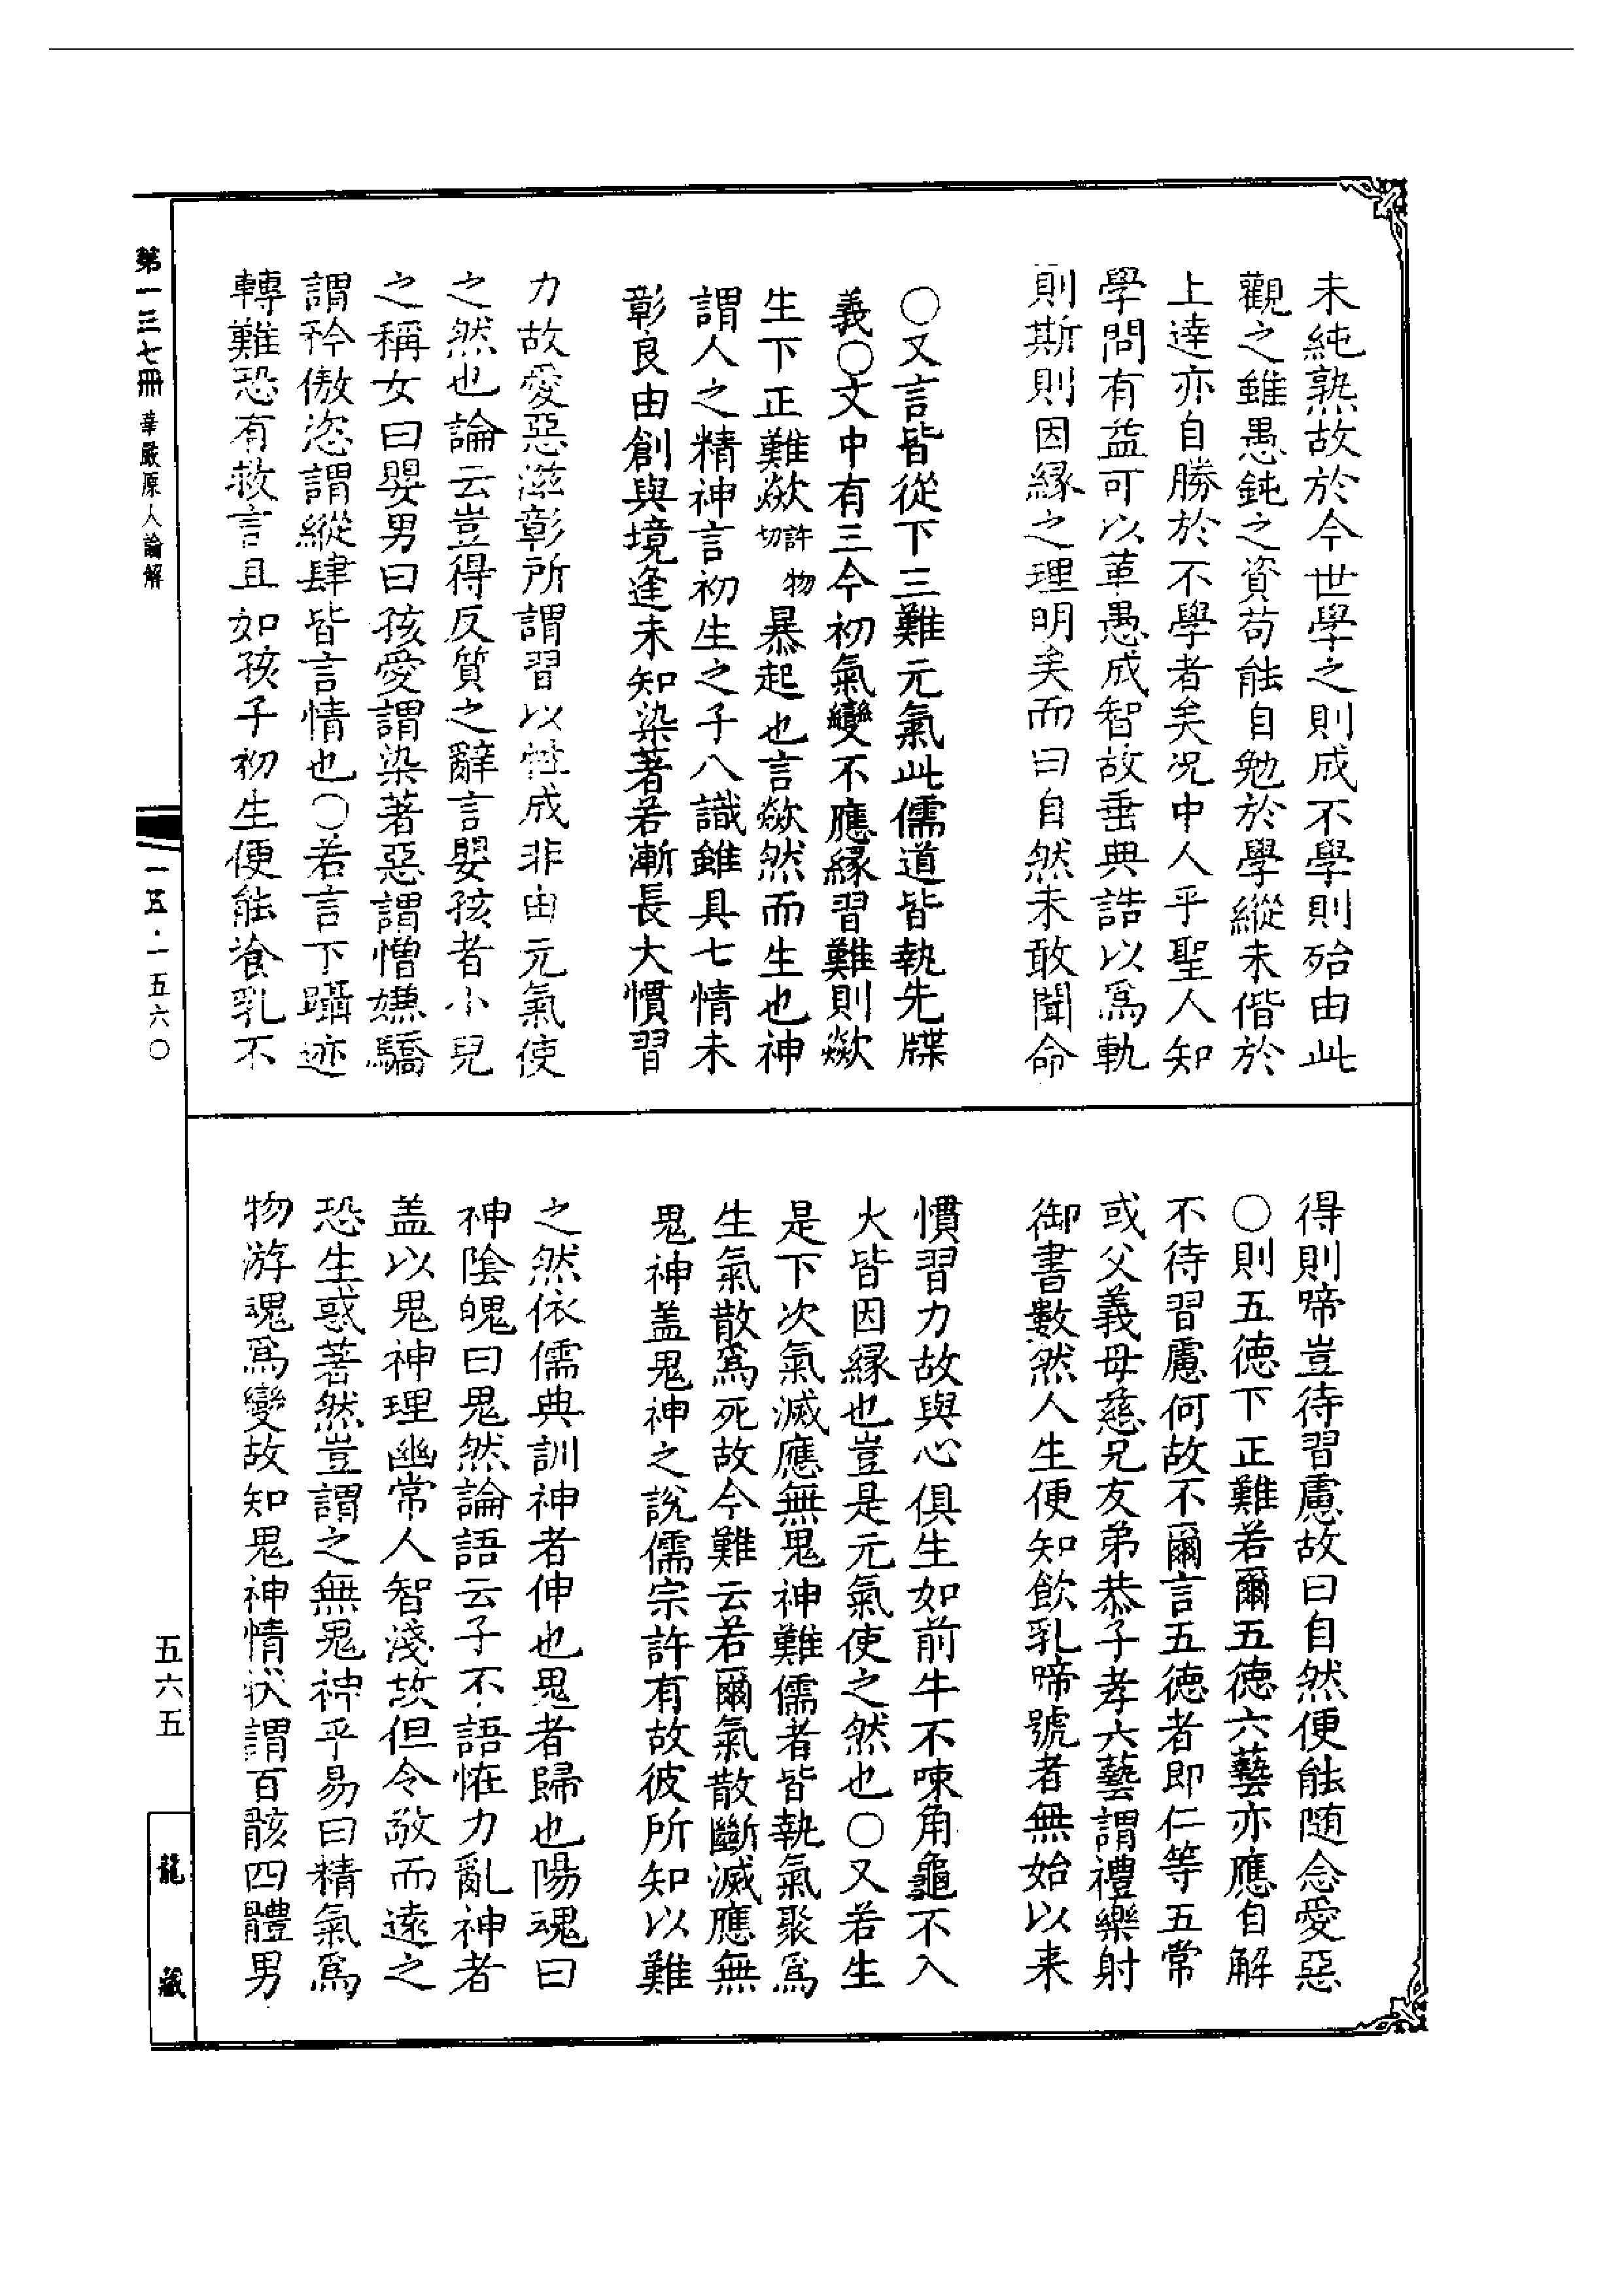 未純熟故於今世學之則成不學則殆由此
觀之雖愚鈍之資苟能自勉於學縱未偕於
上達亦自勝於不學者矣況中人乎聖人知
學問有益可以革愚成智故垂典誥以為軌
則斯則因緣之理明矣而曰自然未敢聞命
○又言皆從下三難元氣此儒道皆執先牒
義○文中有三今初氣變不應緣習難則歘
生下正難歘許物切暴起也言歘然而生也神
謂人之精神言初生之子八識雖具七情未
彰良由創與境逢未知染著若漸長大慣習
力故愛惡滋彰所謂習以性成非由元氣使
之然也論云豈得反質之辭言嬰孩者小兒
之稱女曰嬰男曰孩愛謂染著惡謂憎嫌驕
謂矜傲恣謂縱肆皆言情也○若言下躡迹
轉難恐有救言且如孩子初生便能飡乳不
得則啼豈待習慮故曰自然便能随念愛惡
○則五徳下正難若爾五徳六藝亦應自解
不待習慮何故不爾言五徳者即仁等五常
或父義母慈兄友弟恭子孝六藝謂禮樂射
御書數然人生便知飲乳啼號者無始以来
慣習力故與心俱生如前牛不㖨角龜不入
火皆因緣也豈是元氣使之然也○又若生
是下次氣滅應無鬼神難儒者皆執氣聚爲
生氣散爲死故今難云若爾氣散斷滅應無
鬼神盖鬼神之說儒宗許有故彼所知以難
之然依儒典訓神者伸也鬼者歸也陽魂曰
神陰魄曰鬼然論語云子不語恠力亂神者
盖以鬼神理幽常人智淺故但令敬而遠之
恐生惑著然豈謂之無鬼神乎易曰精氣爲
物游魂爲變故知鬼神情状謂百骸四體男
第一三七冊 華嚴原人論解
一五·一五六○
五六五
龍藏